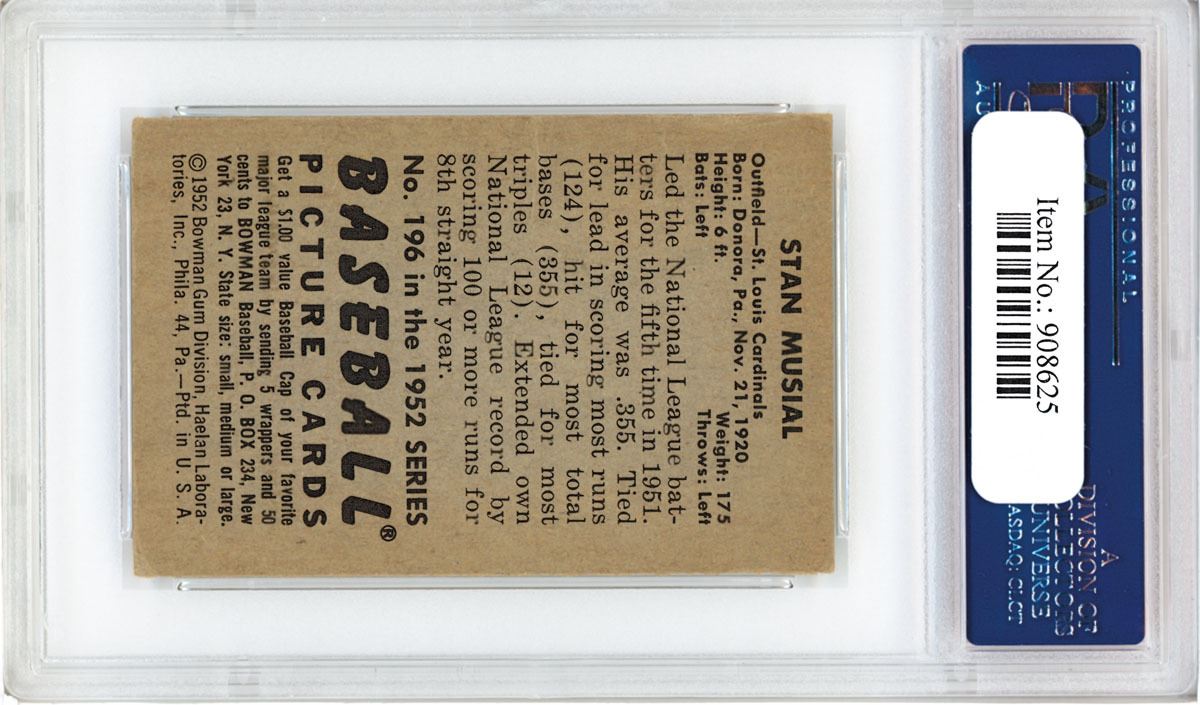 PROFESSIONAL
A
DIVISION OF
COLLECTORS
UNIVERSE
NASDAQ: CLCT
Item No.: 908625
STAN MUSIAL
Outfield—St. Louis Cardinals
Born: Donora, Pa., Nov. 21, 1920
Height: 6 ft. Weight: 175
Bats: Left Throws: Left
Led the National League bat-
ters for the fifth time in 1951.
His average was .355. Tied
for lead in scoring most runs
(124), hit for most total
bases (355), tied for most
triples (12). Extended own
National League record by
scoring 100 or more runs for
8th straight year.
No. 196 in the 1952 SERIES
BASEBALL®
PICTURE CARDS
Get a $1.00 value Baseball Cap of your favorite
major league team by sending 5 wrappers and 50
cents to BOWMAN Baseball, P. O. BOX 234, New
York 23, N. Y. State size: small, medium or large.
©1952 Bowman Gum Division, Haelan Labora-
tories, Inc., Phila. 44, Pa.—Ptd. in U. S. A.